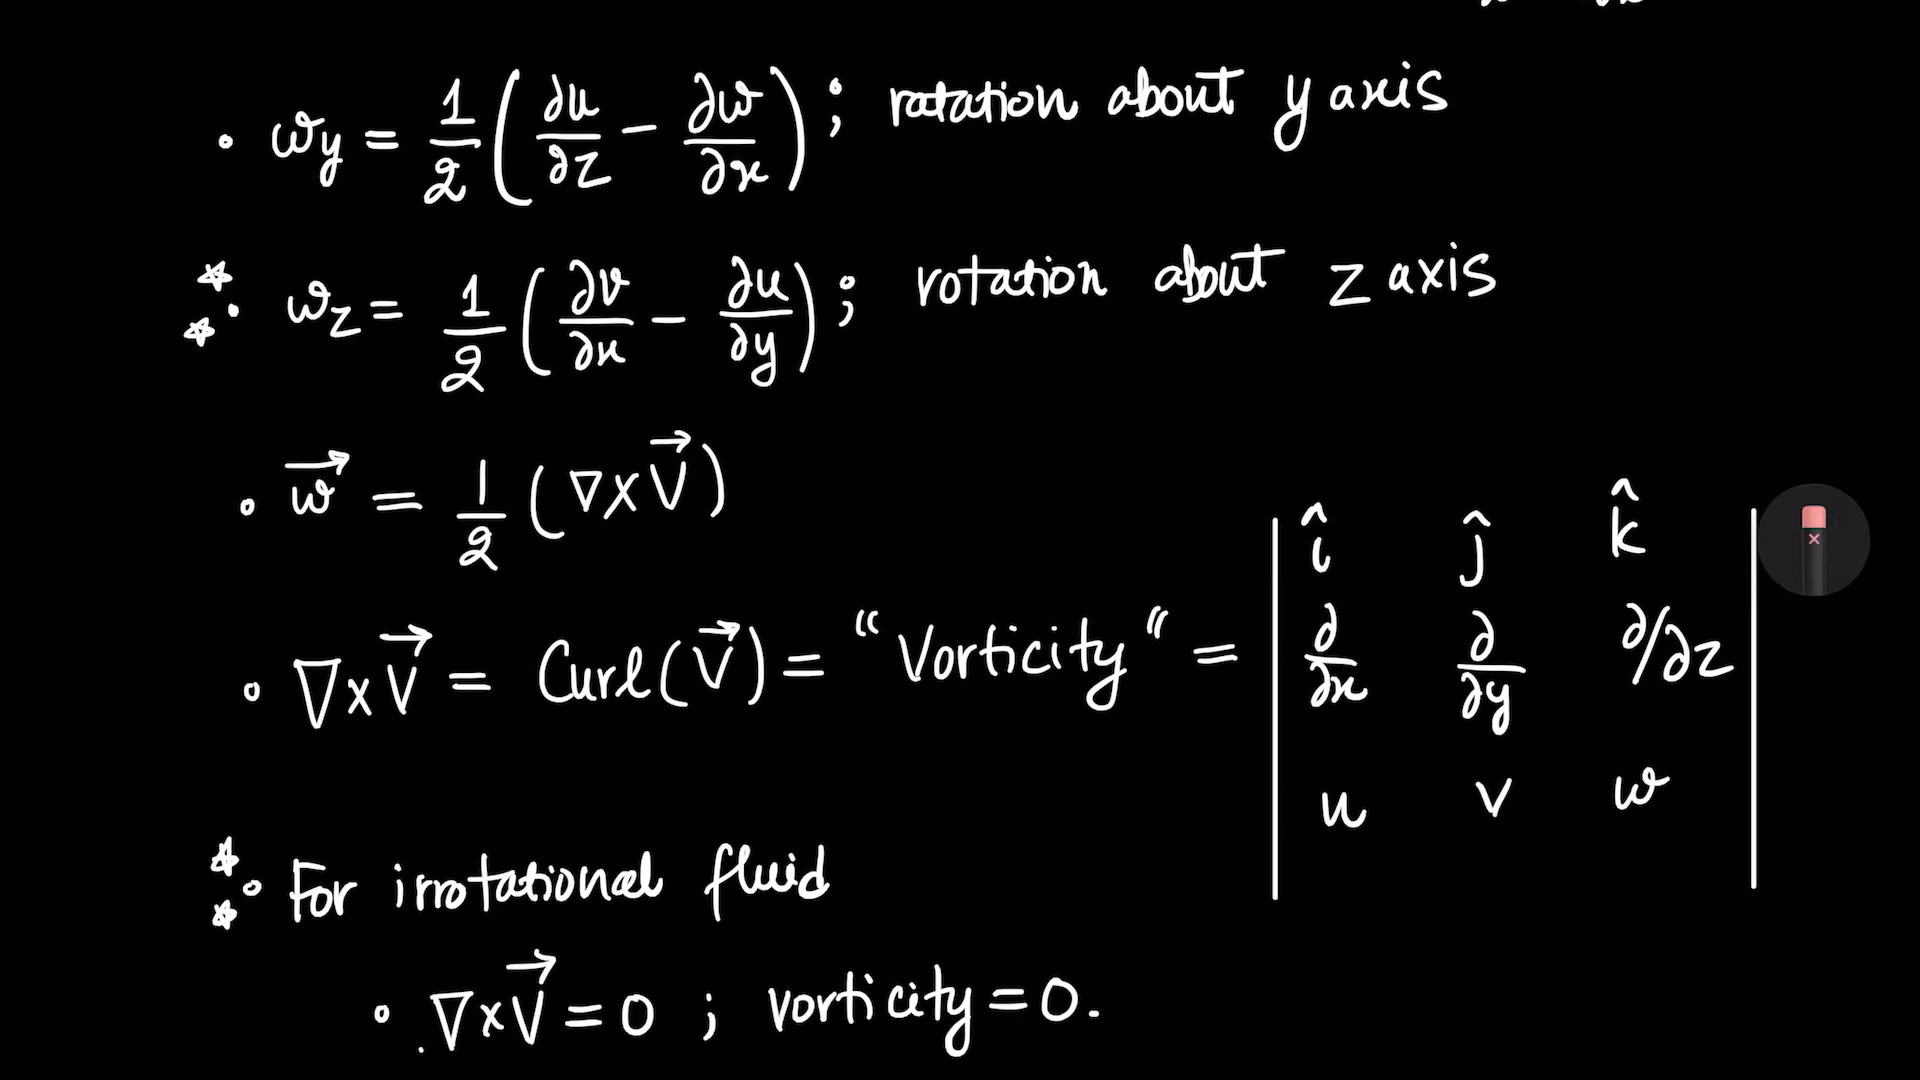 • ωy = 1/2 (∂u/∂z − ∂w/∂x) ; rotation about y axis
• ωz = 1/2 (∂v/∂x − ∂u/∂y) ; rotation about z axis
• ω⃗ = 1/2 (∇×V⃗)
• ∇×V⃗ = Curl(V⃗) = "Vorticity" = | î ĵ k̂ |
| ∂/∂x ∂/∂y ∂/∂z |
| u v w |
• For irrotational fluid
• ∇×V⃗ = 0 ; vorticity = 0.